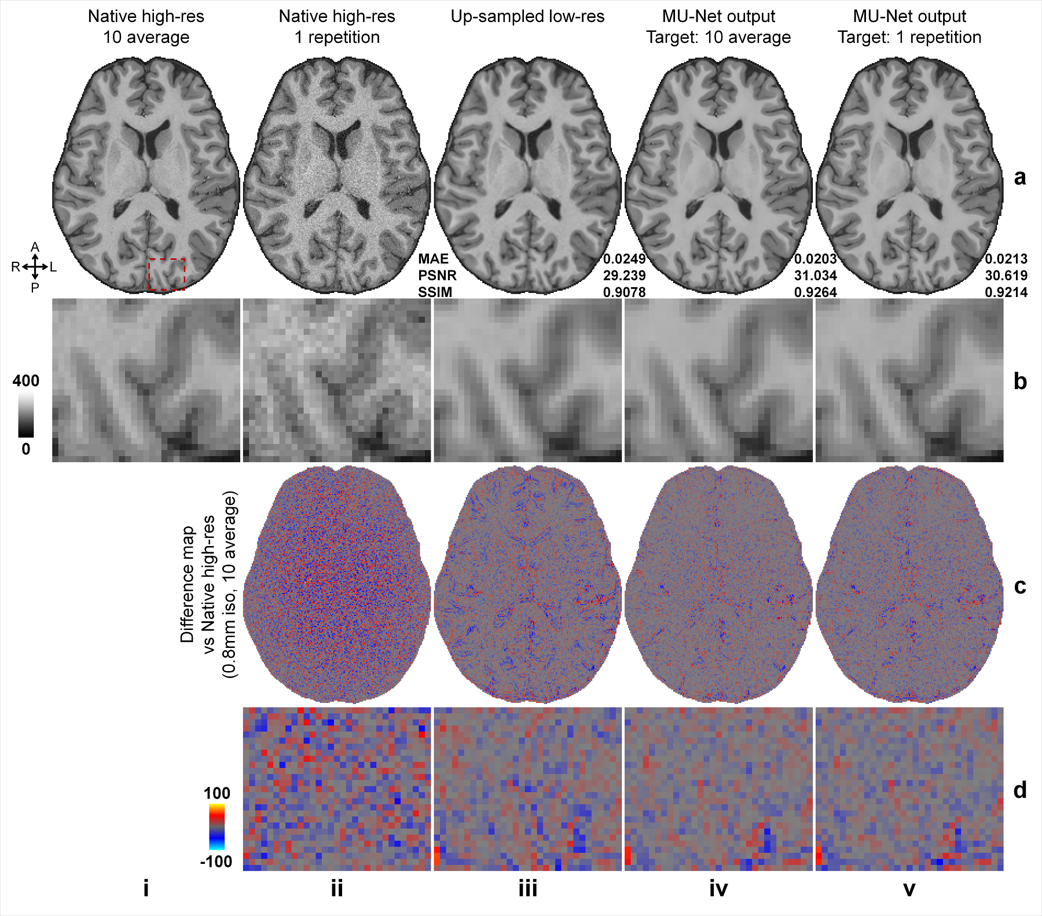 Native high-res
10 average
Native high-res
1 repetition
Up-sampled low-res
MU-Net output
Target: 10 average
MU-Net output
Target: 1 repetition
a
A
R L
P
MAE 0.0249 0.0203 0.0213
PSNR 29.239 31.034 30.619
SSIM 0.9078 0.9264 0.9214
400
0
b
Difference map
vs Native high-res
(0.8mm iso, 10 average)
c
100
-100
d
i ii iii iv v